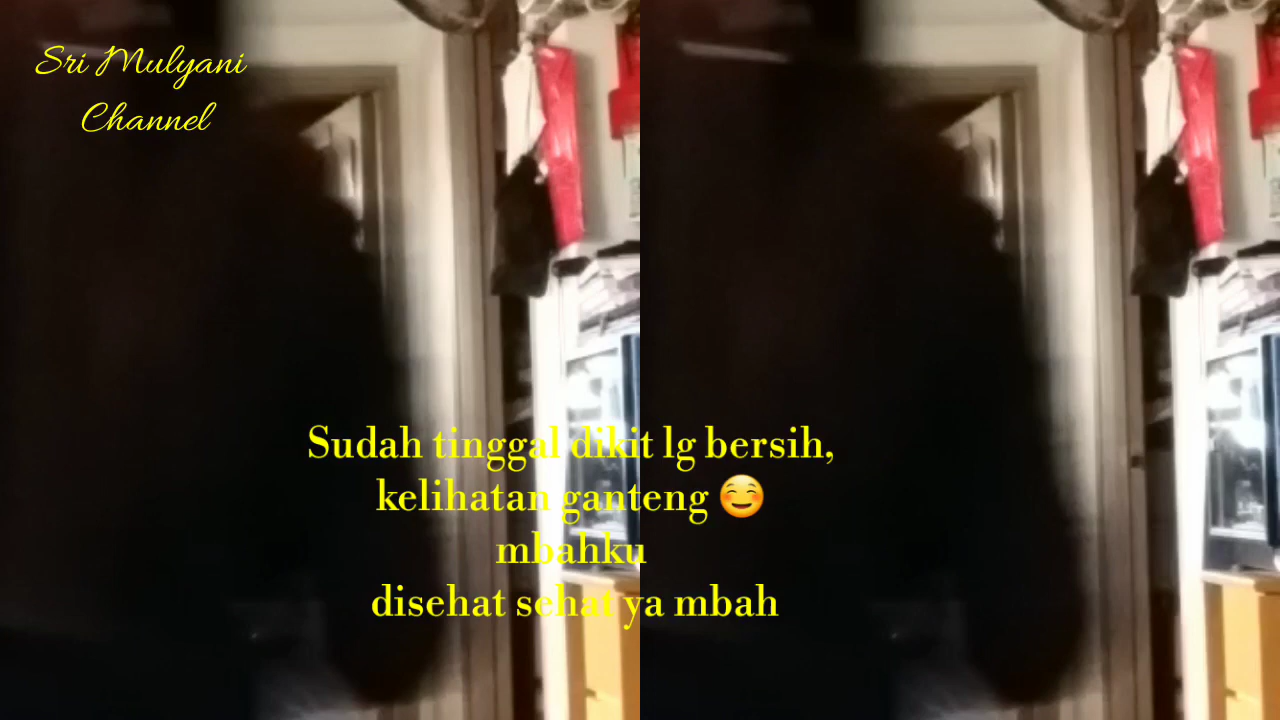 Sri Mulyani
Channel
Sudah tinggal dikit lg bersih,
kelihatan ganteng ☺️
mbahku
disehat sehat ya mbah